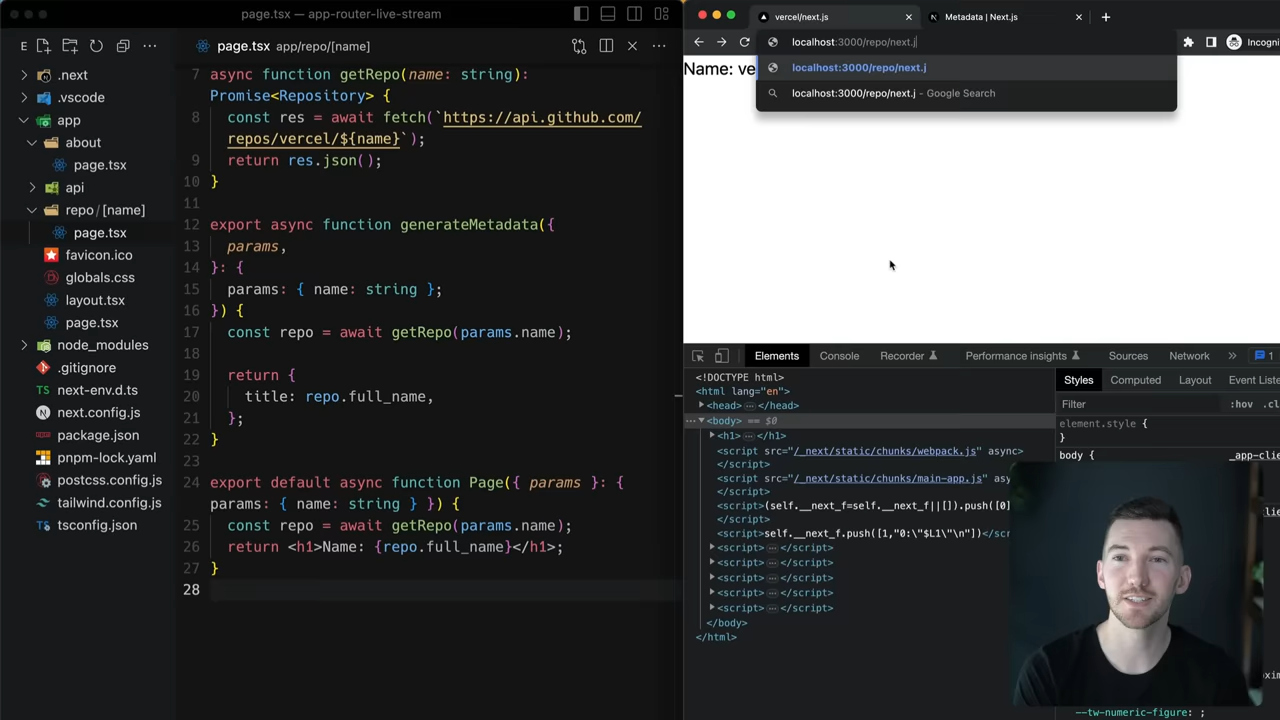 page.tsx — app-router-live-stream
E
.next
.vscode
app
about
page.tsx
api
repo / [name]
page.tsx
favicon.ico
globals.css
layout.tsx
page.tsx
node_modules
.gitignore
next-env.d.ts
next.config.js
package.json
pnpm-lock.yaml
postcss.config.js
tailwind.config.js
tsconfig.json
page.tsx app/repo/[name]
7 async function getRepo(name: string):
Promise<Repository> {
8 const res = await fetch(`https://api.github.com/
repos/vercel/${name}`);
9 return res.json();
10 }
11
12 export async function generateMetadata({
13 params,
14 }: {
15 params: { name: string };
16 }) {
17 const repo = await getRepo(params.name);
18
19 return {
20 title: repo.full_name,
21 };
22 }
23
24 export default async function Page({ params }: {
params: { name: string } }) {
25 const repo = await getRepo(params.name);
26 return <h1>Name: {repo.full_name}</h1>;
27 }
28
vercel/next.js
Metadata | Next.js
localhost:3000/repo/next.j
Incogni
localhost:3000/repo/next.j
localhost:3000/repo/next.j - Google Search
Name: ve
Elements Console Recorder Performance insights Sources Network 1
<!DOCTYPE html>
<html lang="en">
<head> … </head>
<body> == $0
<h1> … </h1>
<script src="/_next/static/chunks/webpack.js" async>
</script>
<script src="/_next/static/chunks/main-app.js" as
</script>
<script>(self.__next_f=self.__next_f||[]).push([0]
</script>
<script>self.__next_f.push([1,"0:\"$L1\"\n"])</scr
<script> … </script>
<script> … </script>
<script> … </script>
<script> … </script>
<script> … </script>
</body>
</html>
Styles Computed Layout Event Liste
Filter :hov .cl
element.style {
}
body { _app-clie
--tw-numeric-figure: ;